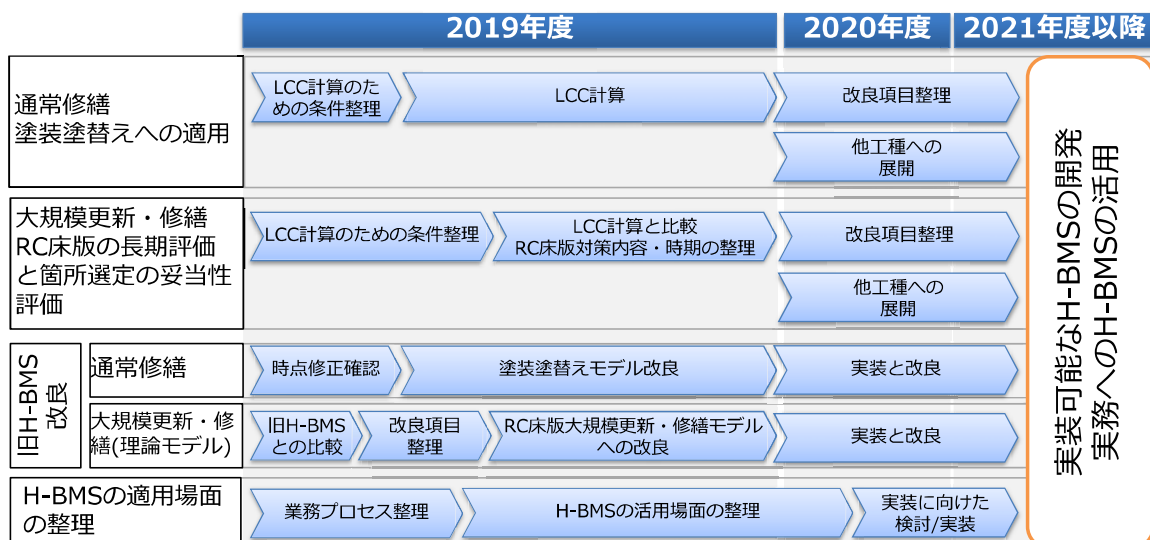 2019年度
2020年度
2021年度以降
通常修繕
塗装塗替えへの適用
LCC計算のた
めの条件整理
LCC計算
改良項目整理
他工種への
展開
大規模更新・修繕
RC床版の長期評価
と箇所選定の妥当性
評価
LCC計算のための条件整理
LCC計算と比較
RC床版対策内容・時期の整理
改良項目整理
他工種への
展開
旧H-BMS
改良
通常修繕
時点修正確認
塗装塗替えモデル改良
実装と改良
大規模更新・修
繕(理論モデル)
旧H-BMS
との比較
改良項目
整理
RC床版大規模更新・修繕モデル
への改良
実装と改良
H-BMSの適用場面
の整理
業務プロセス整理
H-BMSの活用場面の整理
実装に向けた
検討/実装
実装可能なH-BMSの開発
実務へのH-BMSの活用